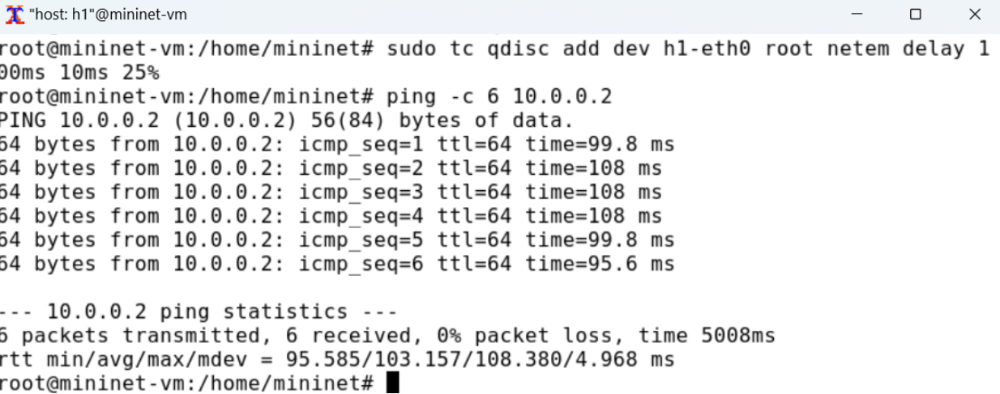 "host: h1"@mininet-vm
root@mininet-vm:/home/mininet# sudo tc qdisc add dev h1-eth0 root netem delay 1
00ms 10ms 25%
root@mininet-vm:/home/mininet# ping -c 6 10.0.0.2
PING 10.0.0.2 (10.0.0.2) 56(84) bytes of data.
64 bytes from 10.0.0.2: icmp_seq=1 ttl=64 time=99.8 ms
64 bytes from 10.0.0.2: icmp_seq=2 ttl=64 time=108 ms
64 bytes from 10.0.0.2: icmp_seq=3 ttl=64 time=108 ms
64 bytes from 10.0.0.2: icmp_seq=4 ttl=64 time=108 ms
64 bytes from 10.0.0.2: icmp_seq=5 ttl=64 time=99.8 ms
64 bytes from 10.0.0.2: icmp_seq=6 ttl=64 time=95.6 ms
--- 10.0.0.2 ping statistics ---
6 packets transmitted, 6 received, 0% packet loss, time 5008ms
rtt min/avg/max/mdev = 95.585/103.157/108.380/4.968 ms
root@mininet-vm:/home/mininet#